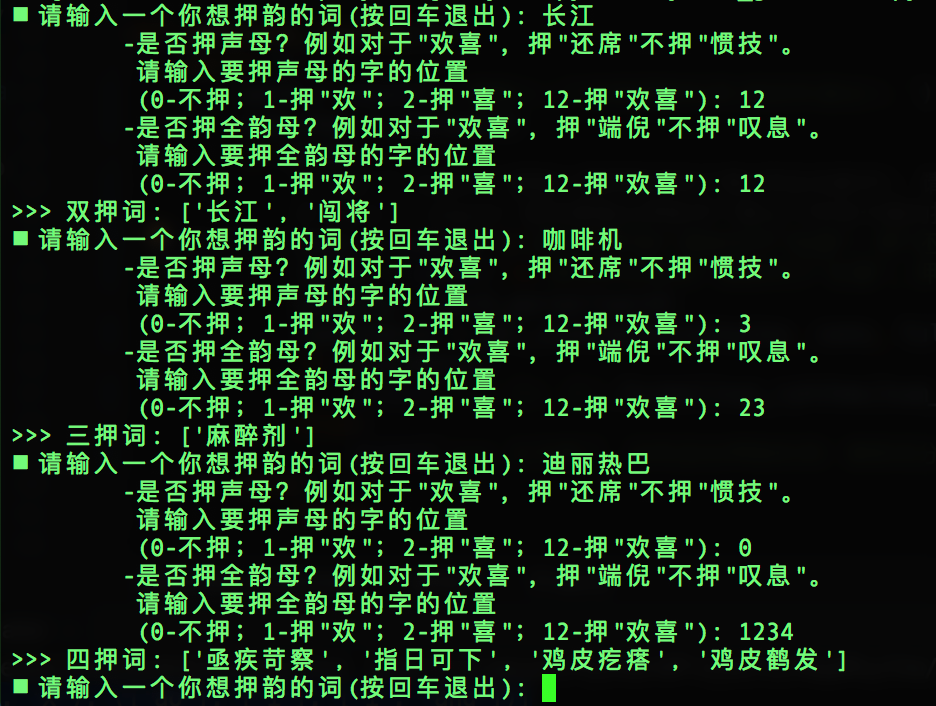 ■ 请输入一个你想押韵的词(按回车退出): 长江
-是否押声母? 例如对于"欢喜", 押"还席"不押"惯技"。
请输入要押声母的字的位置
(0-不押; 1-押"欢"; 2-押"喜"; 12-押"欢喜"): 12
-是否押全韵母? 例如对于"欢喜", 押"端倪"不押"叹息"。
请输入要押全韵母的字的位置
(0-不押; 1-押"欢"; 2-押"喜"; 12-押"欢喜"): 12
>>> 双押词: ['长江', '闯将']
■ 请输入一个你想押韵的词(按回车退出): 咖啡机
-是否押声母? 例如对于"欢喜", 押"还席"不押"惯技"。
请输入要押声母的字的位置
(0-不押; 1-押"欢"; 2-押"喜"; 12-押"欢喜"): 3
-是否押全韵母? 例如对于"欢喜", 押"端倪"不押"叹息"。
请输入要押全韵母的字的位置
(0-不押; 1-押"欢"; 2-押"喜"; 12-押"欢喜"): 23
>>> 三押词: ['麻醉剂']
■ 请输入一个你想押韵的词(按回车退出): 迪丽热巴
-是否押声母? 例如对于"欢喜", 押"还席"不押"惯技"。
请输入要押声母的字的位置
(0-不押; 1-押"欢"; 2-押"喜"; 12-押"欢喜"): 0
-是否押全韵母? 例如对于"欢喜", 押"端倪"不押"叹息"。
请输入要押全韵母的字的位置
(0-不押; 1-押"欢"; 2-押"喜"; 12-押"欢喜"): 1234
>>> 四押词: ['亟疾苛察', '指日可下', '鸡皮疙瘩', '鸡皮鹤发']
■ 请输入一个你想押韵的词(按回车退出):